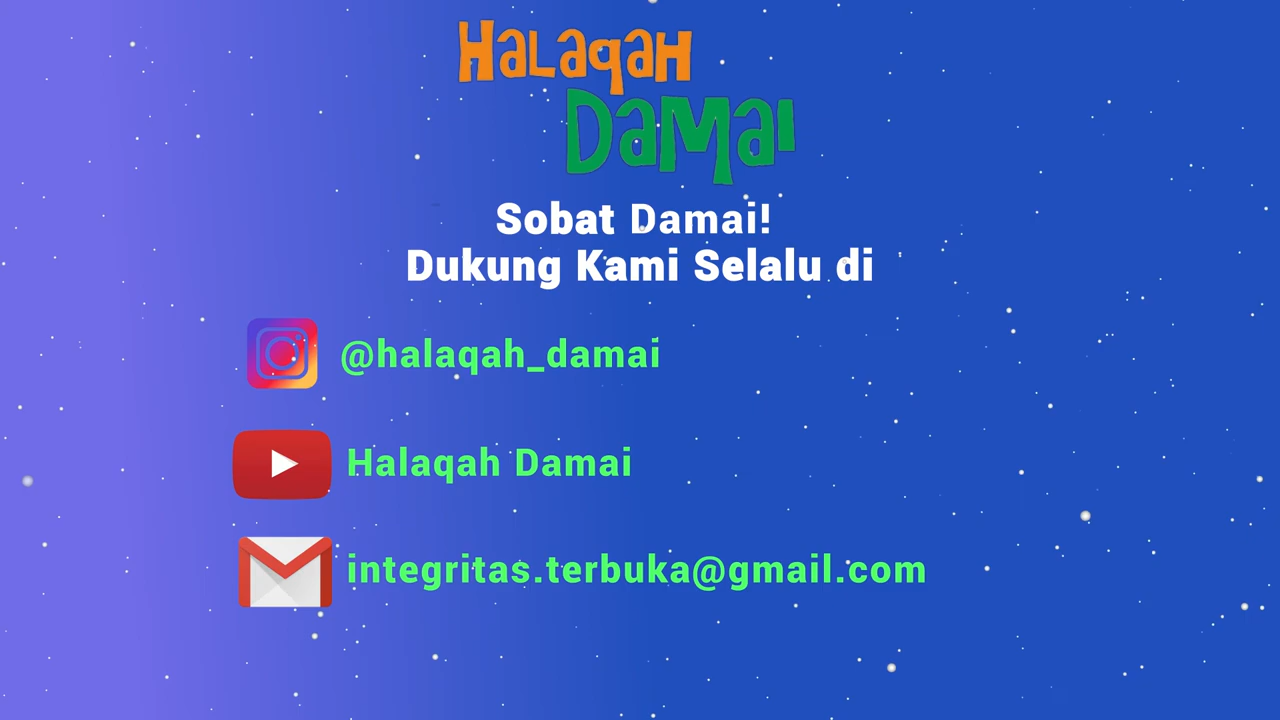 HaLaqaH
DaMaI
Sobat Damai!
Dukung Kami Selalu di
@halaqah_damai
Halaqah Damai
integritas.terbuka@gmail.com